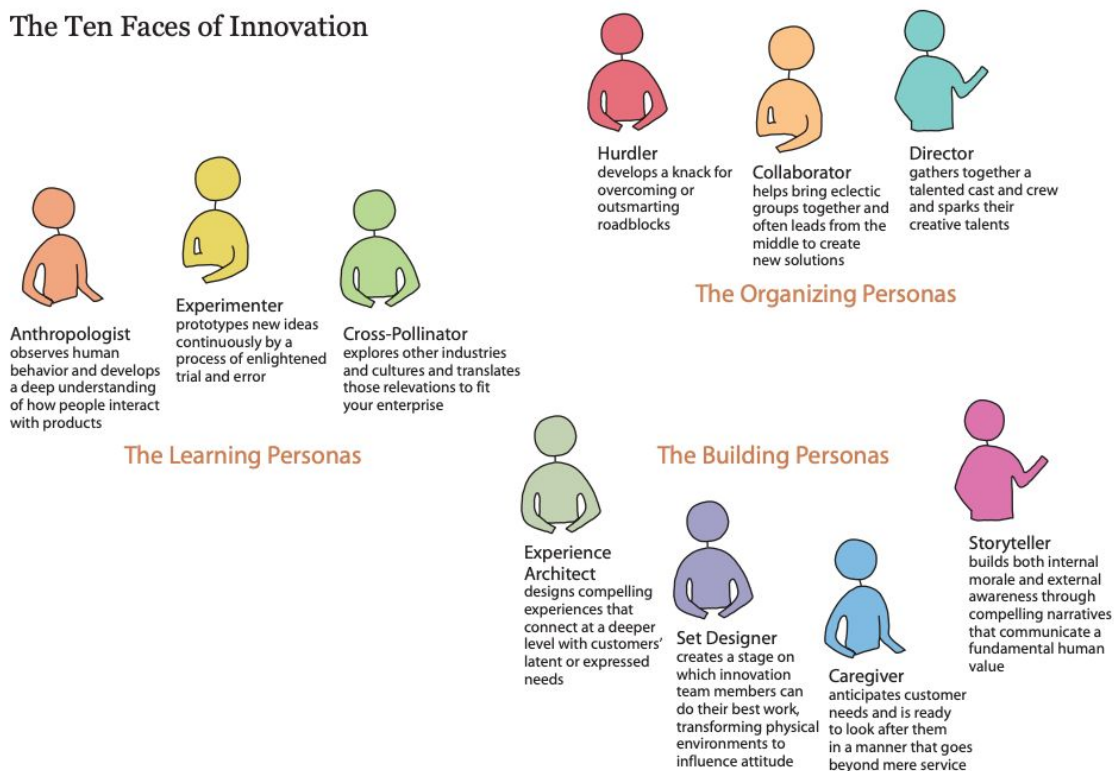 The Ten Faces of Innovation
Hurdler
develops a knack for
overcoming or
outsmarting
roadblocks
Collaborator
helps bring eclectic
groups together and
often leads from the
middle to create
new solutions
Director
gathers together a
talented cast and crew
and sparks their
creative talents
The Organizing Personas
Anthropologist
observes human
behavior and develops
a deep understanding
of how people interact
with products
Experimenter
prototypes new ideas
continuously by a
process of enlightened
trial and error
Cross-Pollinator
explores other industries
and cultures and translates
those relevations to fit
your enterprise
The Learning Personas
The Building Personas
Experience
Architect
designs compelling
experiences that
connect at a deeper
level with customers’
latent or expressed
needs
Set Designer
creates a stage on
which innovation
team members can
do their best work,
transforming physical
environments to
influence attitude
Caregiver
anticipates customer
needs and is ready
to look after them
in a manner that goes
beyond mere service
Storyteller
builds both internal
morale and external
awareness through
compelling narratives
that communicate a
fundamental human
value